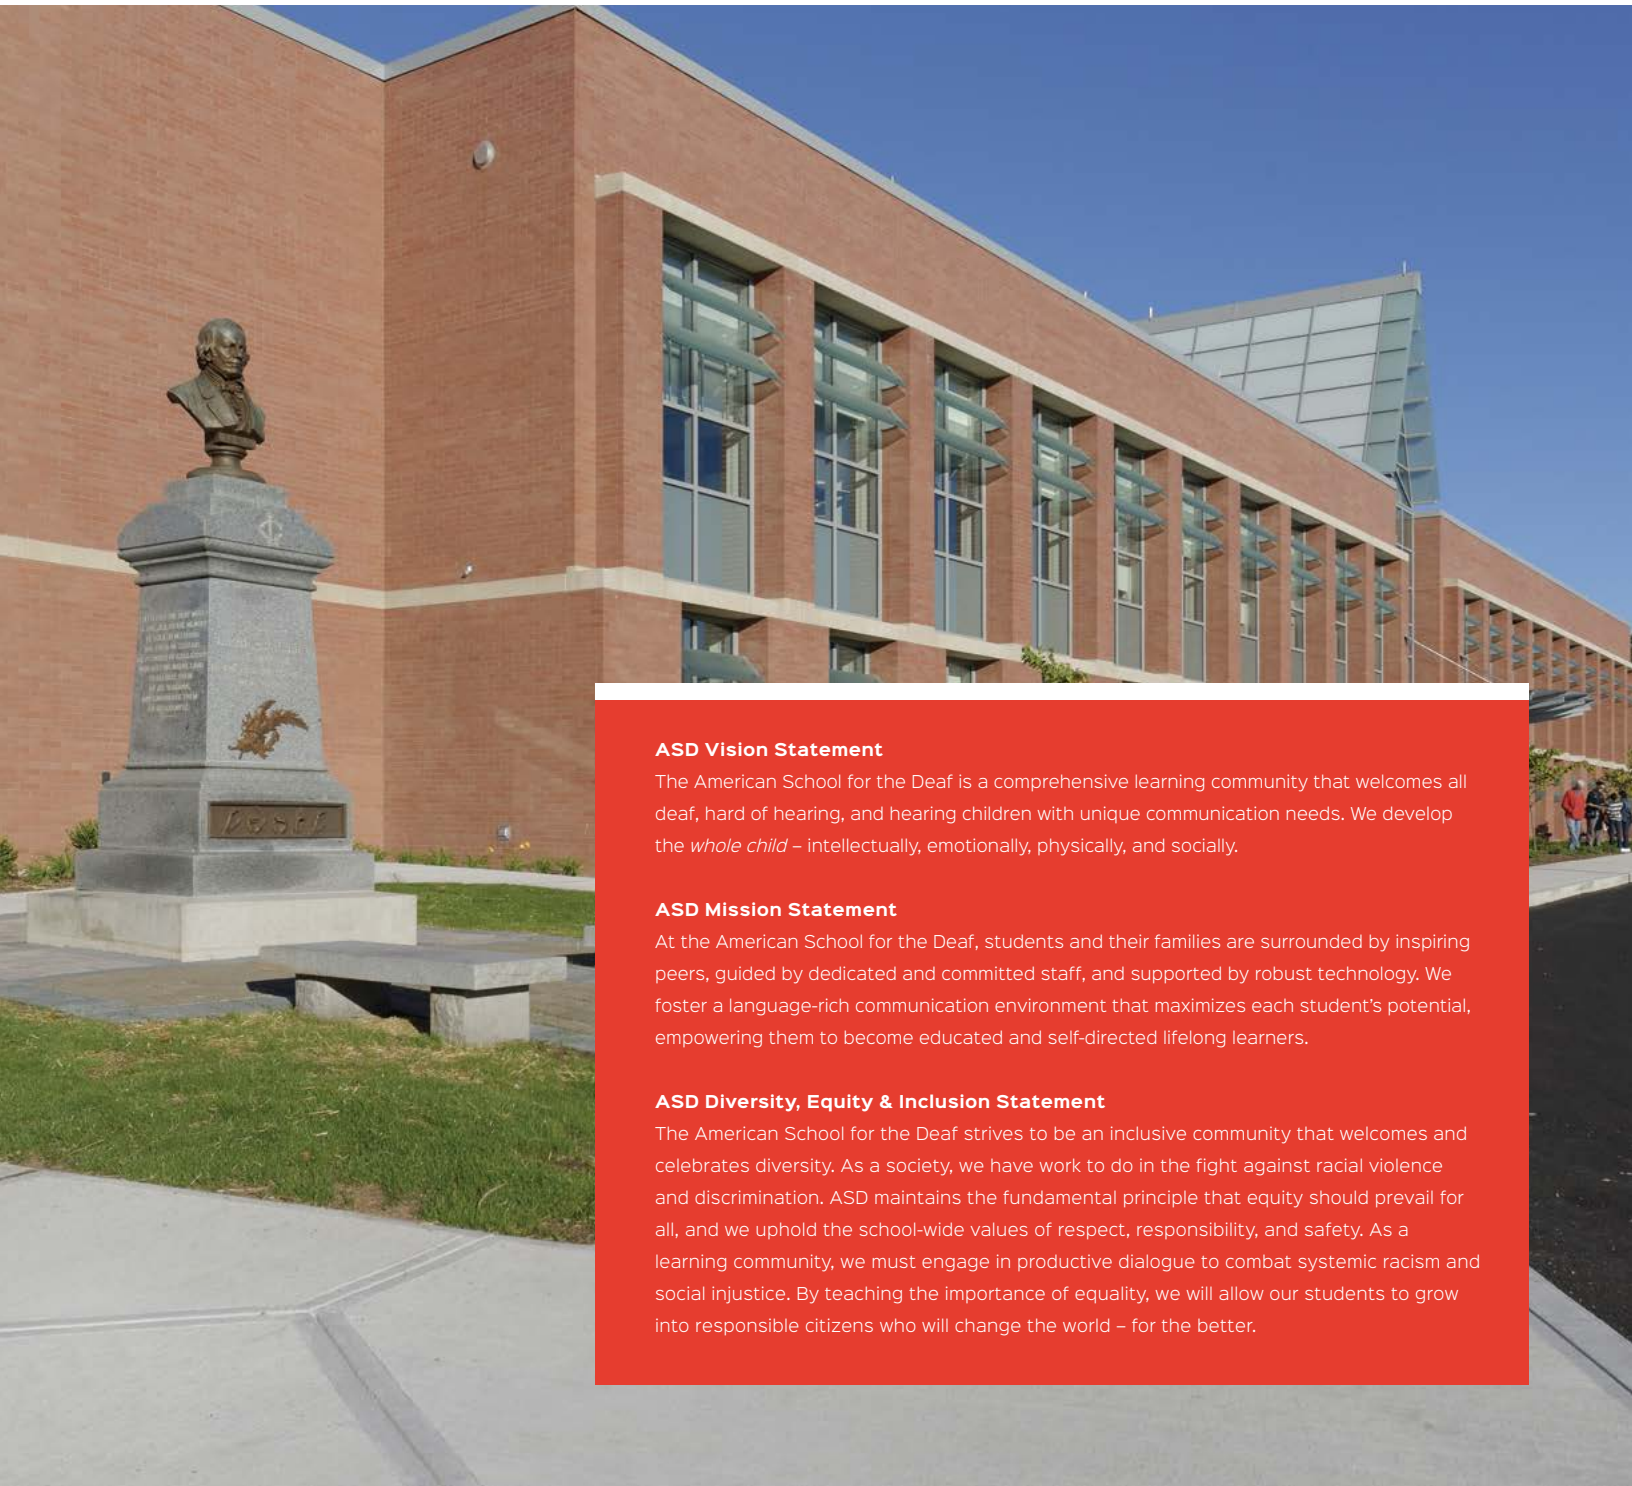 ASD Vision Statement
The American School for the Deaf is a comprehensive learning community that welcomes all
deaf, hard of hearing, and hearing children with unique communication needs. We develop
the whole child – intellectually, emotionally, physically, and socially.
ASD Mission Statement
At the American School for the Deaf, students and their families are surrounded by inspiring
peers, guided by dedicated and committed staff, and supported by robust technology. We
foster a language-rich communication environment that maximizes each student’s potential,
empowering them to become educated and self-directed lifelong learners.
ASD Diversity, Equity & Inclusion Statement
The American School for the Deaf strives to be an inclusive community that welcomes and
celebrates diversity. As a society, we have work to do in the fight against racial violence
and discrimination. ASD maintains the fundamental principle that equity should prevail for
all, and we uphold the school-wide values of respect, responsibility, and safety. As a
learning community, we must engage in productive dialogue to combat systemic racism and
social injustice. By teaching the importance of equality, we will allow our students to grow
into responsible citizens who will change the world – for the better.